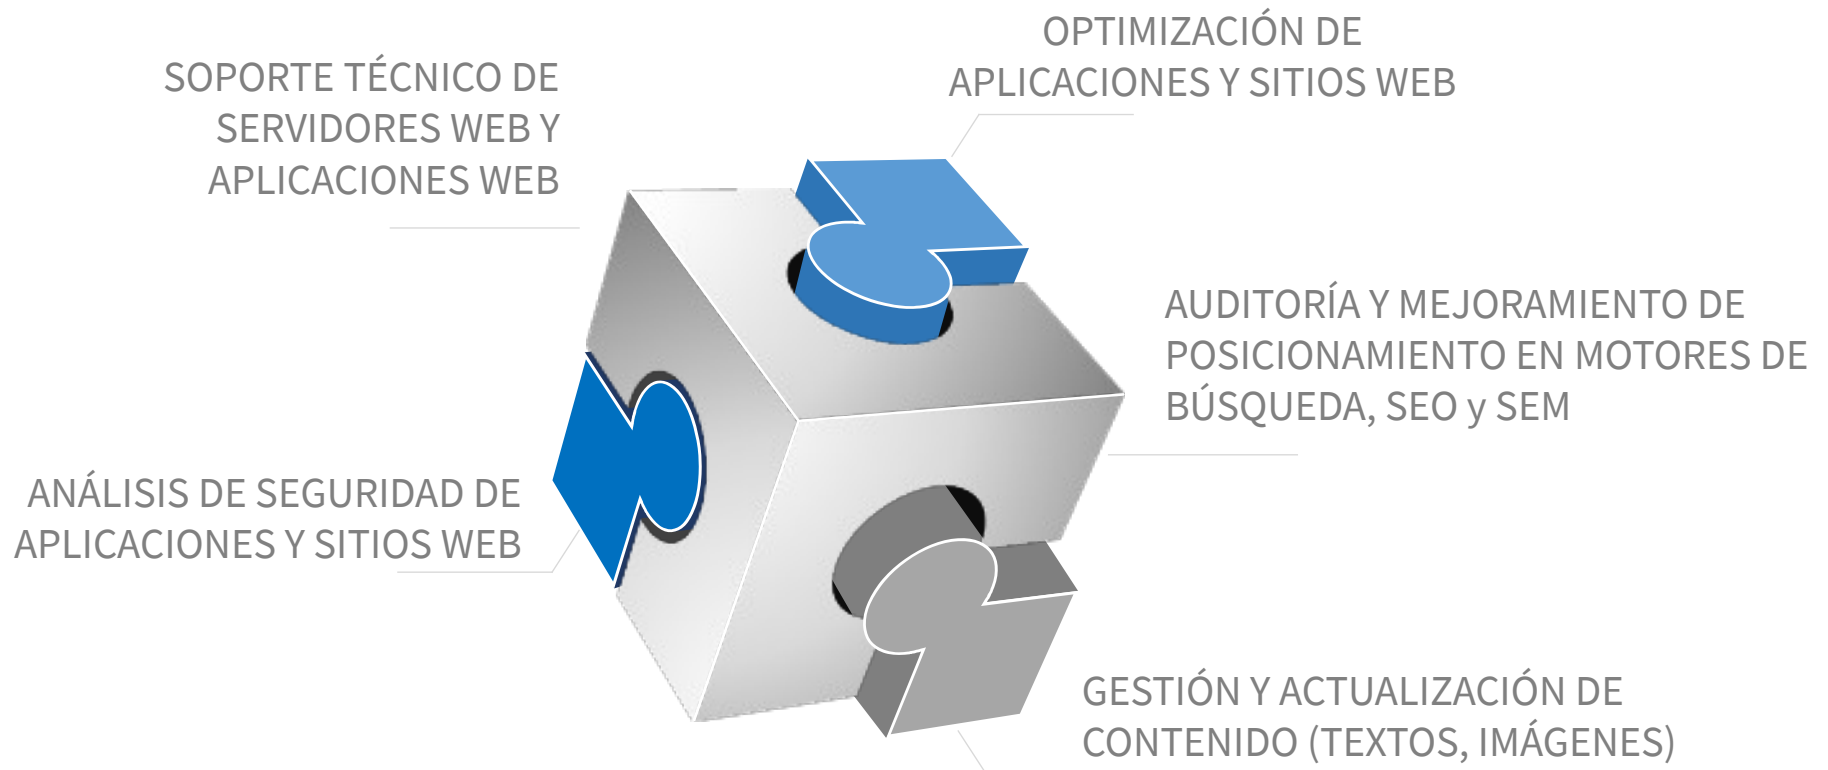 SOPORTE TÉCNICO DE
SERVIDORES WEB Y
APLICACIONES WEB
OPTIMIZACIÓN DE
APLICACIONES Y SITIOS WEB
AUDITORÍA Y MEJORAMIENTO DE
POSICIONAMIENTO EN MOTORES DE
BÚSQUEDA, SEO y SEM
ANÁLISIS DE SEGURIDAD DE
APLICACIONES Y SITIOS WEB
GESTIÓN Y ACTUALIZACIÓN DE
CONTENIDO (TEXTOS, IMÁGENES)